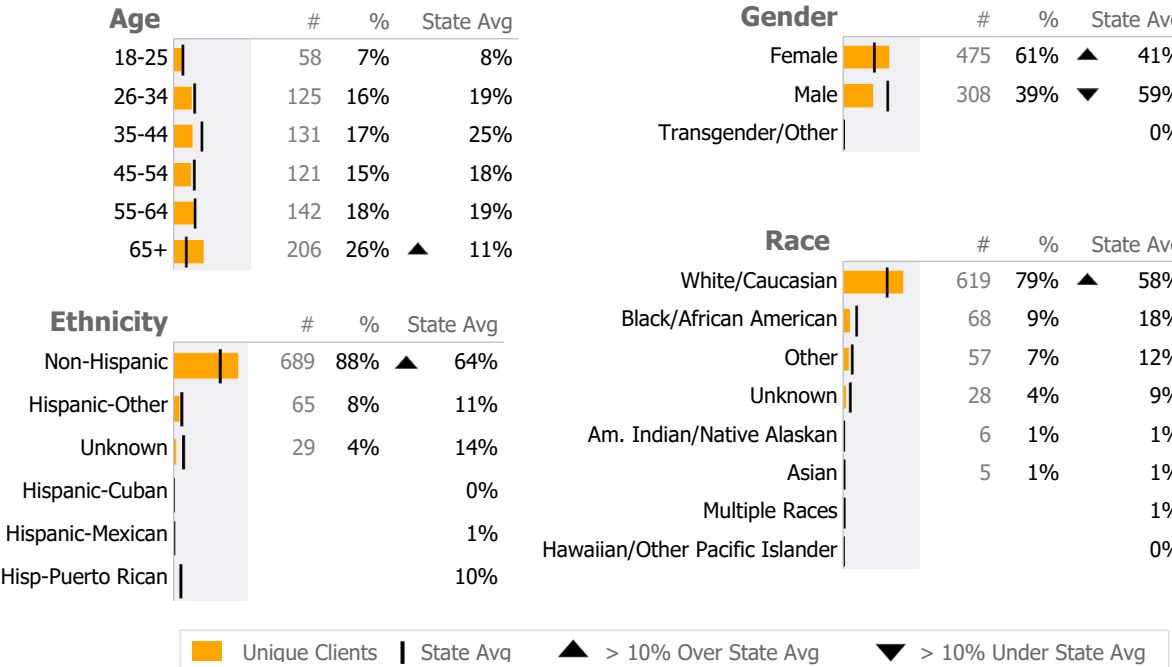 Age # % State Avg
18-25 58 7% 8%
26-34 125 16% 19%
35-44 131 17% 25%
45-54 121 15% 18%
55-64 142 18% 19%
65+ 206 26% ▲ 11%
Ethnicity # % State Avg
Non-Hispanic 689 88% ▲ 64%
Hispanic-Other 65 8% 11%
Unknown 29 4% 14%
Hispanic-Cuban 0%
Hispanic-Mexican 1%
Hisp-Puerto Rican 10%
Gender # % State Avg
Female 475 61% ▲ 41%
Male 308 39% ▼ 59%
Transgender/Other 0%
Race # % State Avg
White/Caucasian 619 79% ▲ 58%
Black/African American 68 9% 18%
Other 57 7% 12%
Unknown 28 4% 9%
Am. Indian/Native Alaskan 6 1% 1%
Asian 5 1% 1%
Multiple Races 1%
Hawaiian/Other Pacific Islander 0%
Unique Clients State Avg ▲ > 10% Over State Avg ▼ > 10% Under State Avg